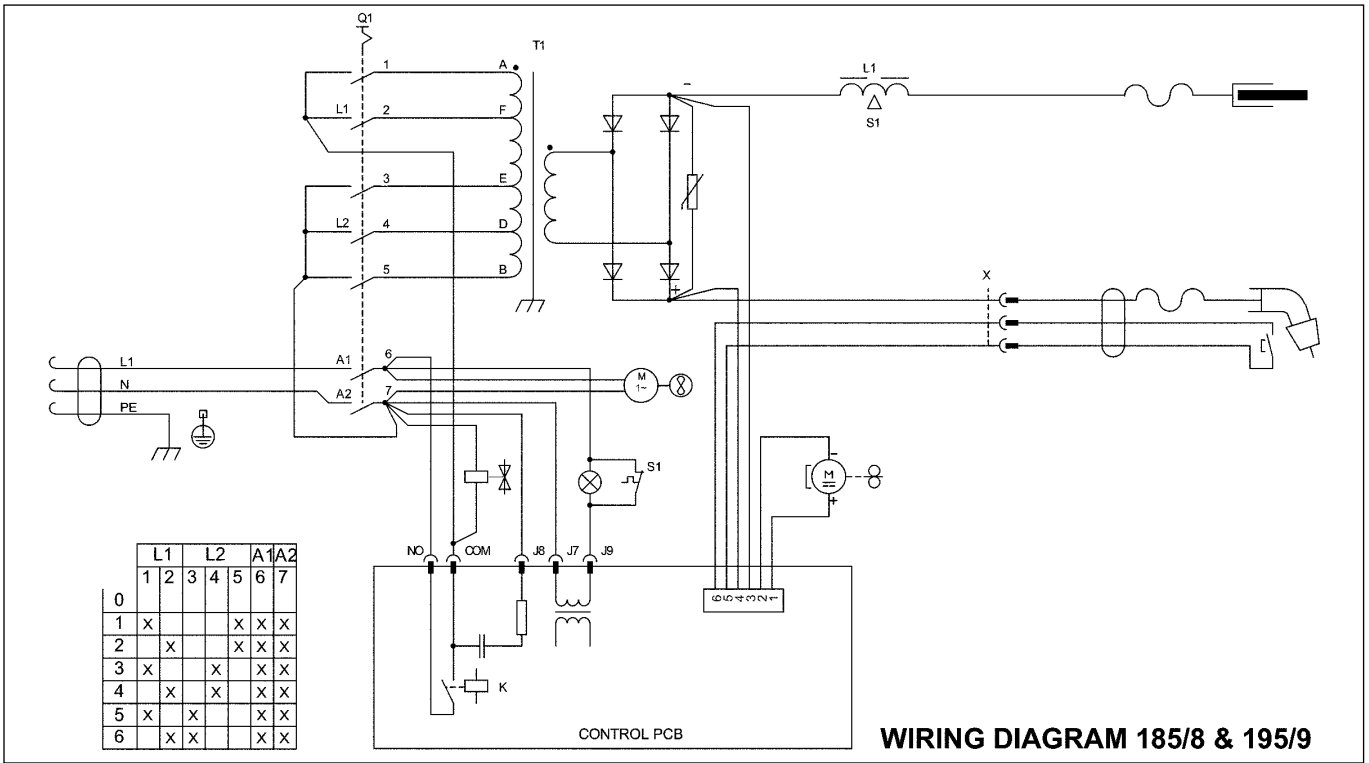 Q1
T1
1 A
L1 2 F
3 E
L2 4 D
5 B
- L1
S1
+
X
L1 A1 6
N A2 7
PE
M
1~
S1
-
M
+
NO COM J8 J7 J9
6 5 4 3 2 1
K
CONTROL PCB
L1 L2 A1 A2
1 2 3 4 5 6 7
0
1 X X X X
2 X X X X
3 X X X X
4 X X X X
5 X X X X
6 X X X X
WIRING DIAGRAM 185/8 & 195/9